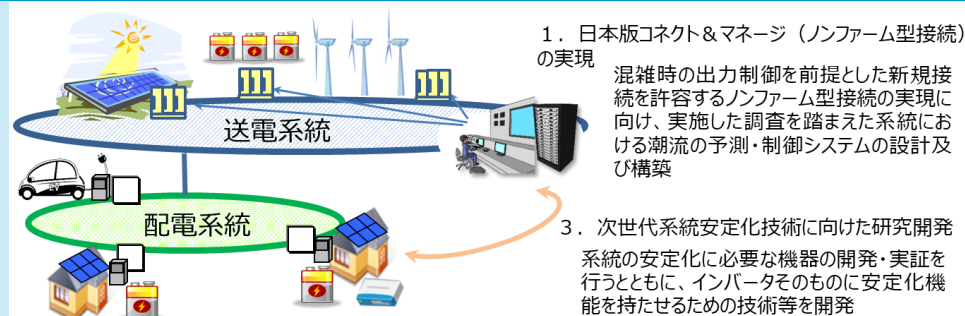 1．日本版コネクト＆マネージ（ノンファーム型接続）
の実現
混雑時の出力制御を前提とした新規接
続を許容するノンファーム型接続の実現に
向け、実施した調査を踏まえた系統にお
ける潮流の予測・制御システムの設計及
び構築
送電系統
配電系統
3．次世代系統安定化技術に向けた研究開発
系統の安定化に必要な機器の開発・実証を
行うとともに、インバータそのものに安定化機
能を持たせるための技術等を開発